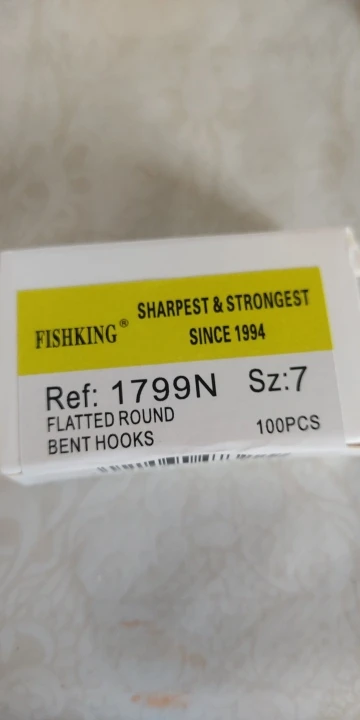 FISHKING®
SHARPEST & STRONGEST
SINCE 1994
Ref: 1799N Sz:7
FLATTED ROUND
BENT HOOKS
100PCS